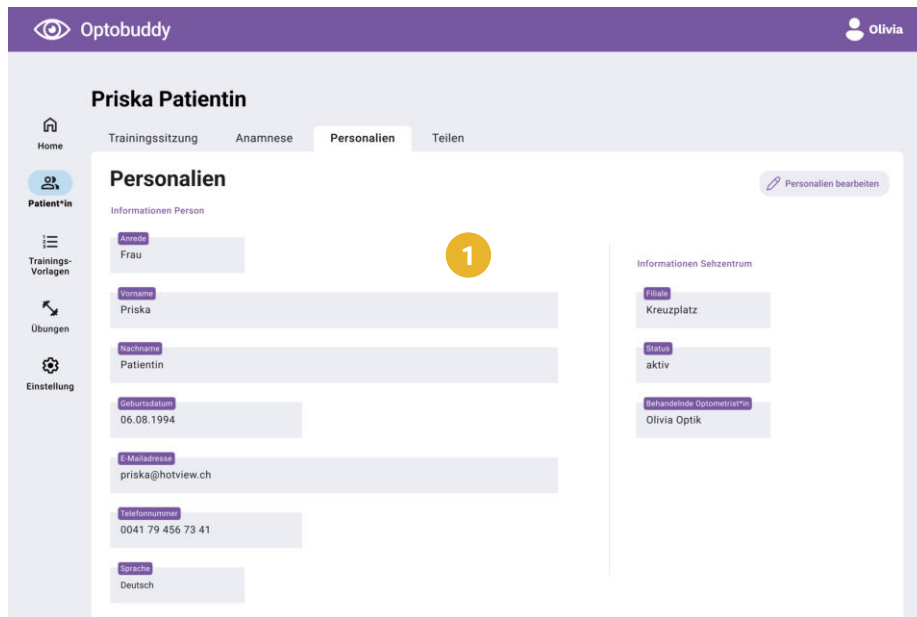 Optobuddy
Olivia
Priska Patientin
Home
Patient*in
Trainings-
Vorlagen
Übungen
Einstellung
Trainingssitzung Anamnese Personalien Teilen
Personalien
Personalien bearbeiten
Informationen Person
Anrede
Frau
1
Vorname
Priska
Nachname
Patientin
Geburtsdatum
06.08.1994
E-Mailadresse
priska@hotview.ch
Telefonnummer
0041 79 456 73 41
Sprache
Deutsch
Informationen Sehzentrum
Filiale
Kreuzplatz
Status
aktiv
Behandelnde Optometrist*in
Olivia Optik